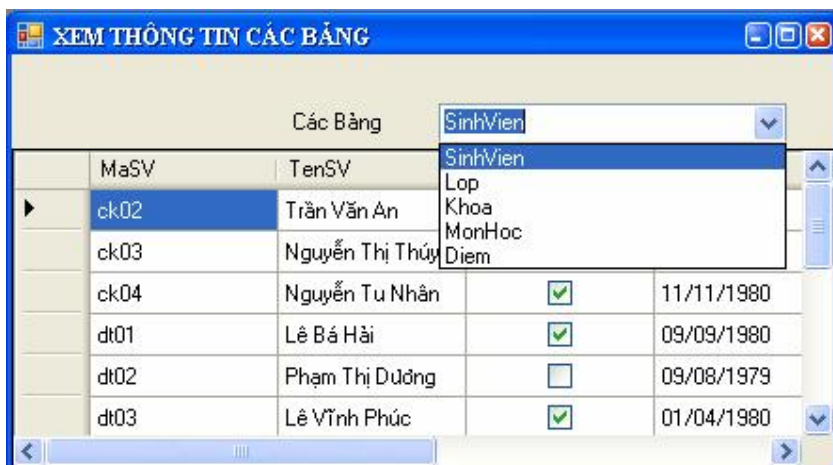 XEM THÔNG TIN CÁC BẢNG
Các Bảng SinhVien
SinhVien
Lop
Khoa
MonHoc
Diem
MaSV TenSV
ck02 Trần Văn An
ck03 Nguyễn Thị Thúy
ck04 Nguyễn Tu Nhân 11/11/1980
dt01 Lê Bá Hải 09/09/1980
dt02 Phạm Thị Dưỡng 09/08/1979
dt03 Lê Vĩnh Phúc 01/04/1980